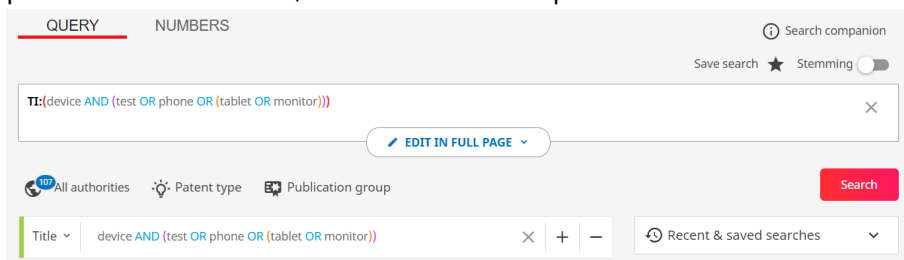 QUERY NUMBERS
Search companion
Save search Stemming
TI:(device AND (test OR phone OR (tablet OR monitor)))
EDIT IN FULL PAGE
107 All authorities Patent type Publication group Search
Title device AND (test OR phone OR (tablet OR monitor)) Recent & saved searches